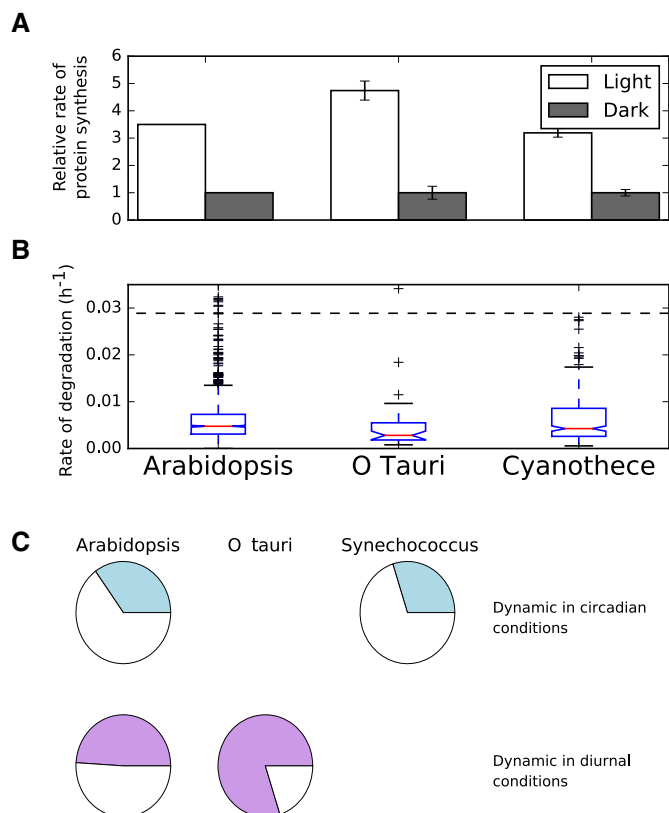 A
Relative rate of
protein synthesis
6
5
4
3
2
1
0
Light
Dark
B
Rate of degradation (h-1)
0.03
0.02
0.01
0.00
Arabidopsis
O Tauri
Cyanothece
C
Arabidopsis
O tauri
Synechococcus
Dynamic in circadian
conditions
Dynamic in diurnal
conditions